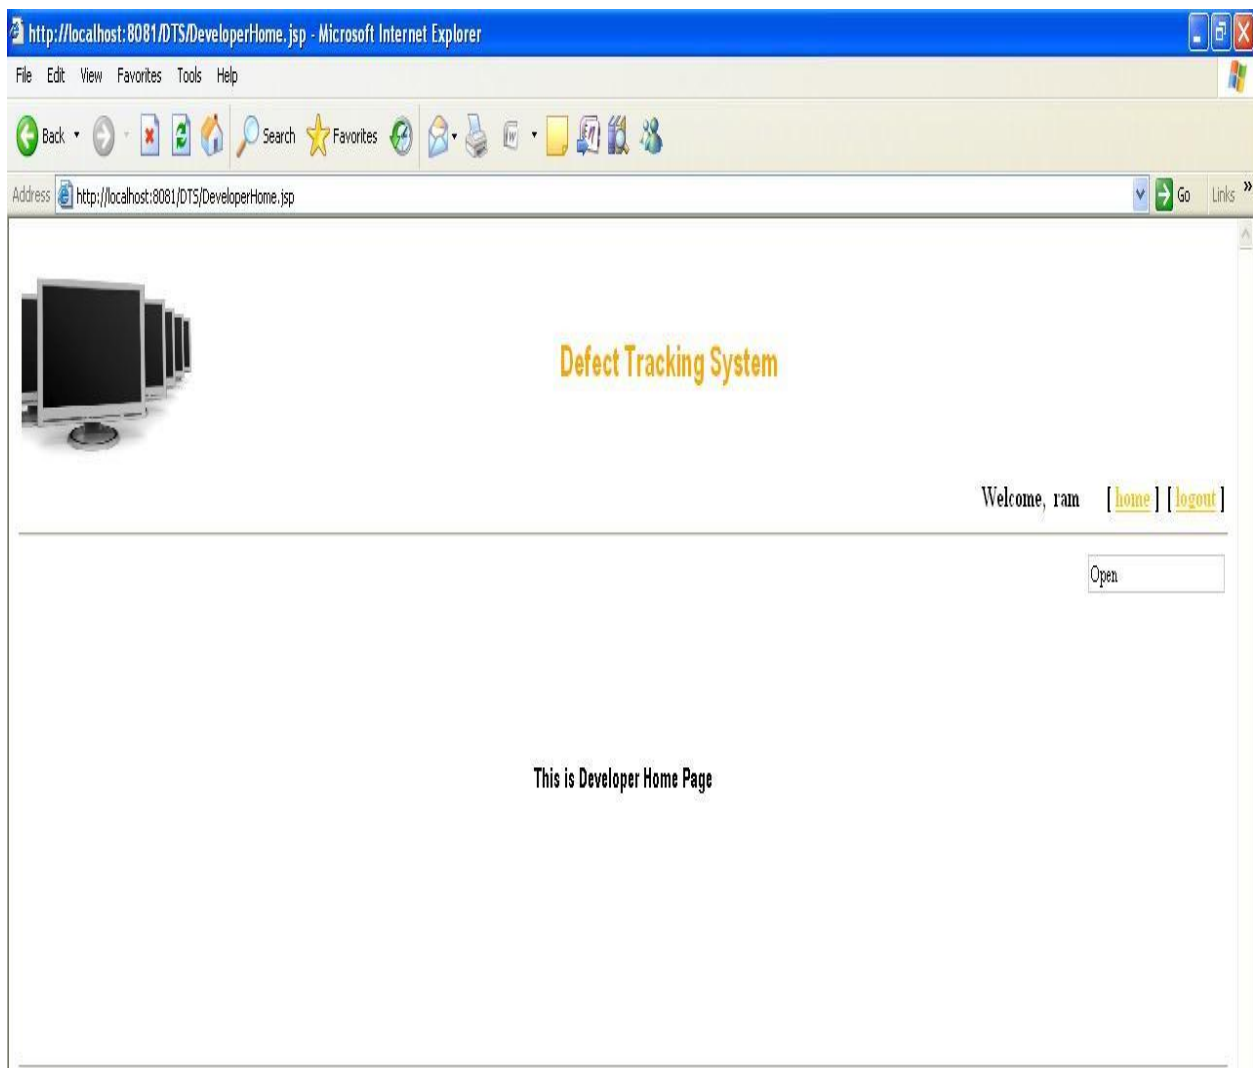 http://localhost:8081/DTS/DeveloperHome.jsp - Microsoft Internet Explorer
File Edit View Favorites Tools Help
Back Search Favorites
Address http://localhost:8081/DTS/DeveloperHome.jsp Go Links »
Defect Tracking System
Welcome, ram [ home ] [ logout ]
Open
This is Developer Home Page